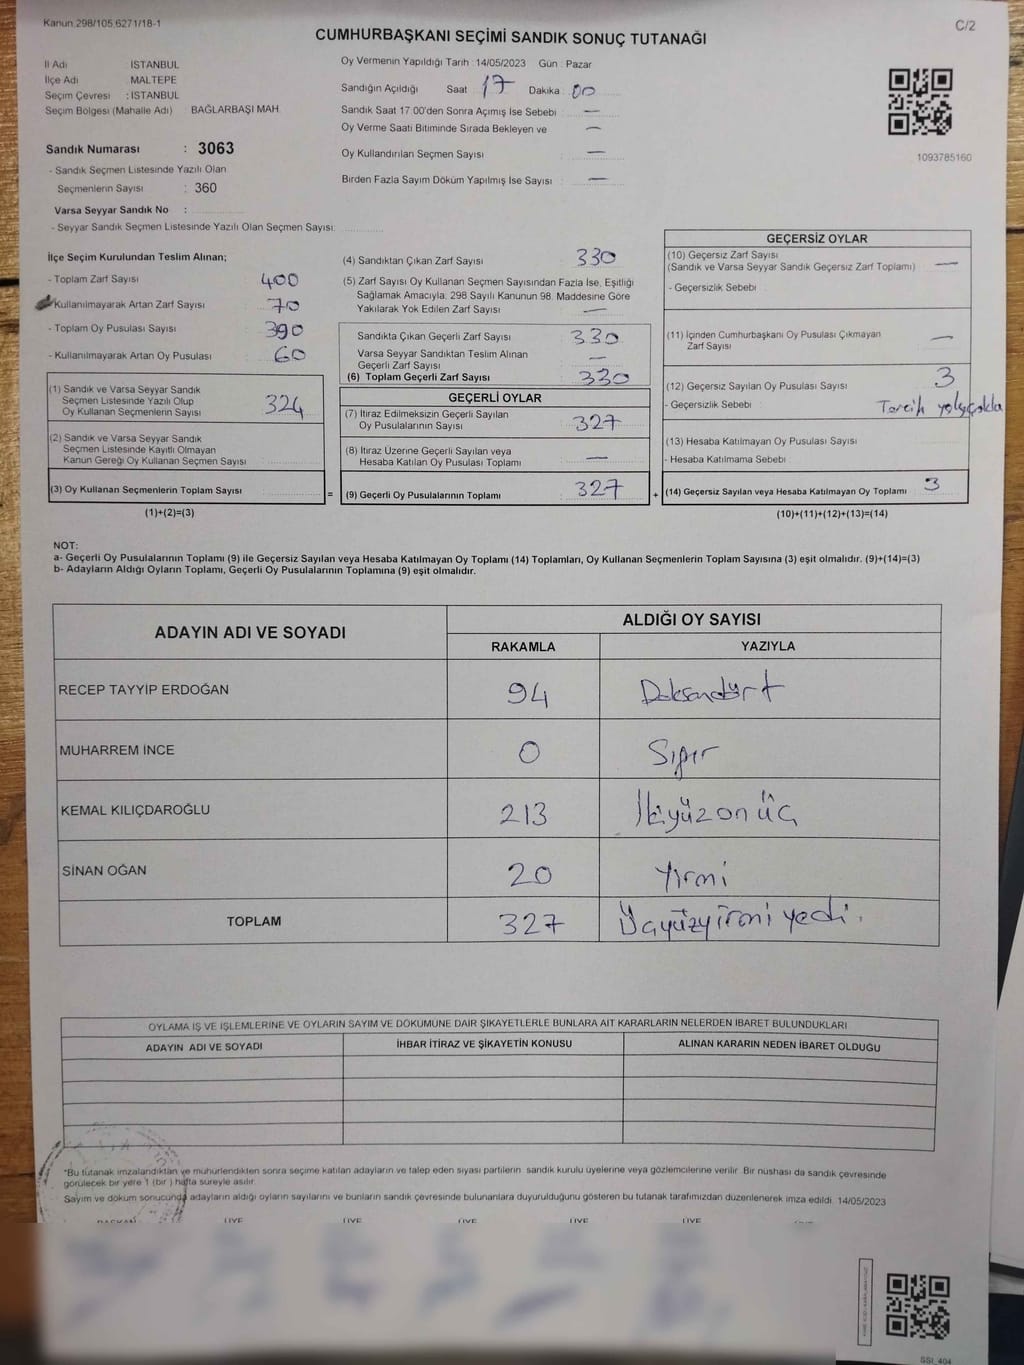 Kanun 298/105 6271/18-1
C/2
CUMHURBAŞKANI SEÇİMİ SANDIK SONUÇ TUTANAĞI
İl Adı İSTANBUL
İlçe Adı MALTEPE
Seçim Çevresi : İSTANBUL
Seçim Bölgesi (Mahalle Adı) : BAĞLARBAŞI MAH.
Sandık Numarası : 3063
- Sandık Seçmen Listesinde Yazılı Olan
Seçmenlerin Sayısı : 360
Varsa Seyyar Sandık No :
- Seyyar Sandık Seçmen Listesinde Yazılı Olan Seçmen Sayısı:
Oy Vermenin Yapıldığı Tarih : 14/05/2023 Gün : Pazar
Sandığın Açıldığı Saat : 17 Dakika : 00
Sandık Saat 17:00'den Sonra Açımış İse Sebebi : —
Oy Verme Saati Bitiminde Sırada Bekleyen ve —
Oy Kullandırılan Seçmen Sayısı : —
Birden Fazla Sayım Döküm Yapılmış İse Sayısı : —
1093785160
İlçe Seçim Kurulundan Teslim Alınan;
- Toplam Zarf Sayısı : 400
- Kullanılmayarak Artan Zarf Sayısı : 70
- Toplam Oy Pusulası Sayısı : 390
- Kullanılmayarak Artan Oy Pusulası : 60
(1) Sandık ve Varsa Seyyar Sandık
Seçmen Listesinde Yazılı Olup
Oy Kullanan Seçmenlerin Sayısı : 324
(2) Sandık ve Varsa Seyyar Sandık
Seçmen Listesinde Kayıtlı Olmayan
Kanun Gereği Oy Kullanan Seçmen Sayısı :
(3) Oy Kullanan Seçmenlerin Toplam Sayısı : =
(1)+(2)=(3)
(4) Sandıktan Çıkan Zarf Sayısı : 330
(5) Zarf Sayısı Oy Kullanan Seçmen Sayısından Fazla İse, Eşitliği
Sağlamak Amacıyla, 298 Sayılı Kanunun 98. Maddesine Göre
Yakılarak Yok Edilen Zarf Sayısı : —
Sandıkta Çıkan Geçerli Zarf Sayısı : 330
Varsa Seyyar Sandıktan Teslim Alınan
Geçerli Zarf Sayısı : —
(6) Toplam Geçerli Zarf Sayısı : 330
GEÇERLİ OYLAR
(7) İtiraz Edilmeksizin Geçerli Sayılan
Oy Pusulalarının Sayısı : 327
(8) İtiraz Üzerine Geçerli Sayılan veya
Hesaba Katılan Oy Pusulası Toplamı : —
(9) Geçerli Oy Pusulalarının Toplamı : 327 +
GEÇERSİZ OYLAR
(10) Geçersiz Zarf Sayısı
(Sandık ve Varsa Seyyar Sandık Geçersiz Zarf Toplamı) : —
- Geçersizlik Sebebi :
(11) İçinden Cumhurbaşkanı Oy Pusulası Çıkmayan
Zarf Sayısı : —
(12) Geçersiz Sayılan Oy Pusulası Sayısı : 3
- Geçersizlik Sebebi : Tercih
(13) Hesaba Katılmayan Oy Pusulası Sayısı :
- Hesaba Katılmama Sebebi :
(14) Geçersiz Sayılan veya Hesaba Katılmayan Oy Toplamı : 3
(10)+(11)+(12)+(13)=(14)
NOT:
a- Geçerli Oy Pusulalarının Toplamı (9) ile Geçersiz Sayılan veya Hesaba Katılmayan Oy Toplamı (14) Toplamları, Oy Kullanan Seçmenlerin Toplam Sayısına (3) eşit olmalıdır. (9)+(14)=(3)
b- Adayların Aldığı Oyların Toplamı, Geçerli Oy Pusulalarının Toplamına (9) eşit olmalıdır.
ADAYIN ADI VE SOYADI
ALDIĞI OY SAYISI
RAKAMLA YAZIYLA
RECEP TAYYİP ERDOĞAN 94 Doksandört
MUHARREM İNCE 0 Sıfır
KEMAL KILIÇDAROĞLU 213 İkiyüzonüç
SİNAN OĞAN 20 Yirmi
TOPLAM 327 Üçyüzyirmi yedi.
OYLAMA İŞ VE İŞLEMLERİNE VE OYLARIN SAYIM VE DÖKÜMÜNE DAİR ŞİKAYETLERLE BUNLARA AİT KARARLARIN NELERDEN İBARET BULUNDUKLARI
ADAYIN ADI VE SOYADI İHBAR İTİRAZ VE ŞİKAYETİN KONUSU ALINAN KARARIN NEDEN İBARET OLDUĞU
*Bu tutanak imzalandıktan ve mühürlendikten sonra seçime katılan adayların ve talep eden siyasi partilerin sandık kurulu üyelerine veya gözlemcilerine verilir. Bir nüshası da sandık çevresinde
görülecek bir yere 1 (bir) hafta süreyle asılır.
Sayım ve döküm sonucunda adayların aldığı oyların sayılarını ve bunların sandık çevresinde bulunanlara duyurulduğunu gösteren bu tutanak tarafımızdan düzenlenerek imza edildi. 14/05/2023
BAŞKAN ÜYE ÜYE ÜYE ÜYE ÜYE
SSI_404